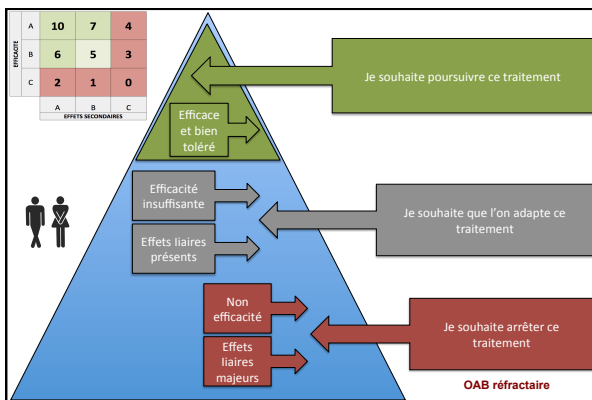 A 10 7 4
B 6 5 3
C 2 1 0
EFFICACITÉ
A B C
EFFETS SECONDAIRES
Je souhaite poursuivre ce traitement
Efficace
et bien
toléré
Efficacité
insuffisante
Je souhaite que l’on adapte ce
traitement
Effets liaires
présents
Non
efficacité
Je souhaite arrêter ce
traitement
Effets
liaires
majeurs
OAB réfractaire